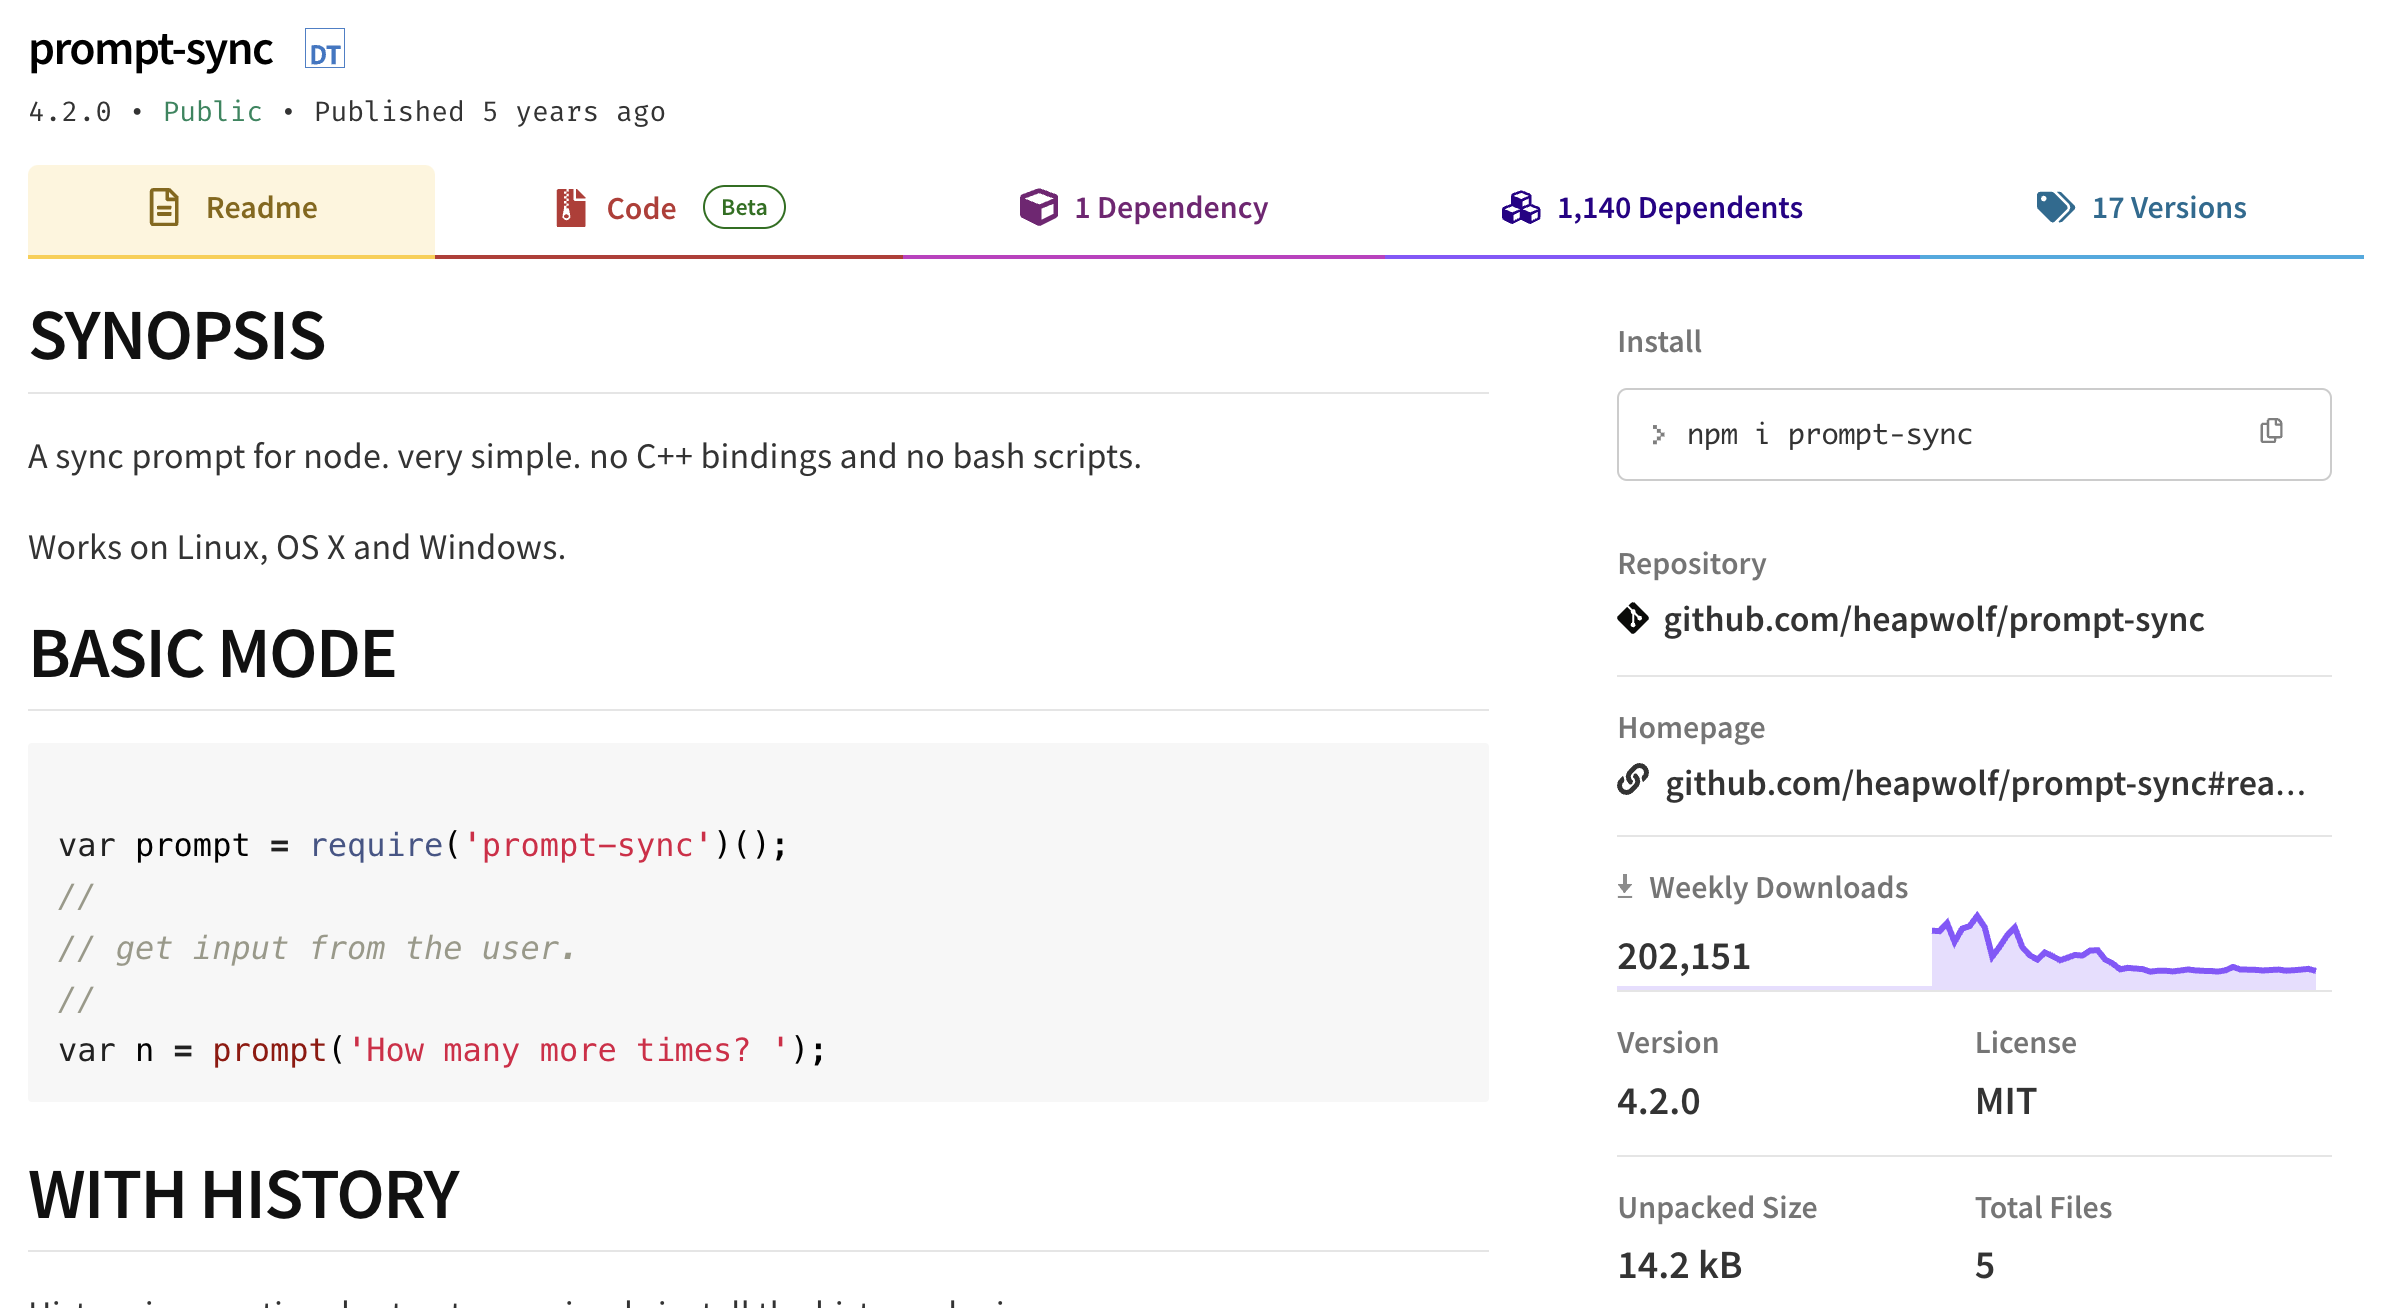 prompt-sync DT
4.2.0 • Public • Published 5 years ago
Readme
Code Beta
1 Dependency
1,140 Dependents
17 Versions
SYNOPSIS
A sync prompt for node. very simple. no C++ bindings and no bash scripts.
Works on Linux, OS X and Windows.
BASIC MODE
var prompt = require('prompt-sync')();
//
// get input from the user.
//
var n = prompt('How many more times? ');
WITH HISTORY
Install
> npm i prompt-sync
Repository
github.com/heapwolf/prompt-sync
Homepage
github.com/heapwolf/prompt-sync#rea...
Weekly Downloads
202,151
Version
4.2.0
License
MIT
Unpacked Size
14.2 kB
Total Files
5